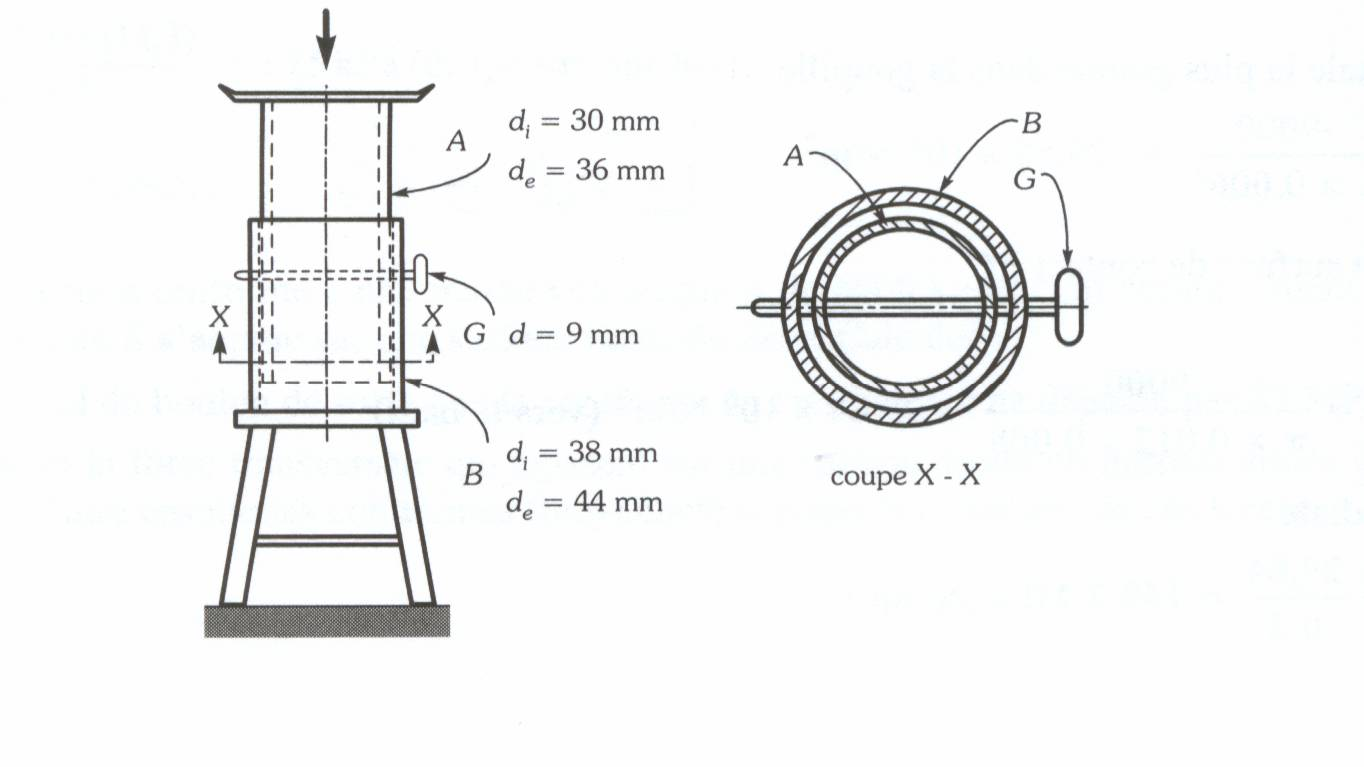 A
d_i = 30 mm
d_e = 36 mm
X
X
G d = 9 mm
B
d_i = 38 mm
d_e = 44 mm
A
B
G
coupe X - X